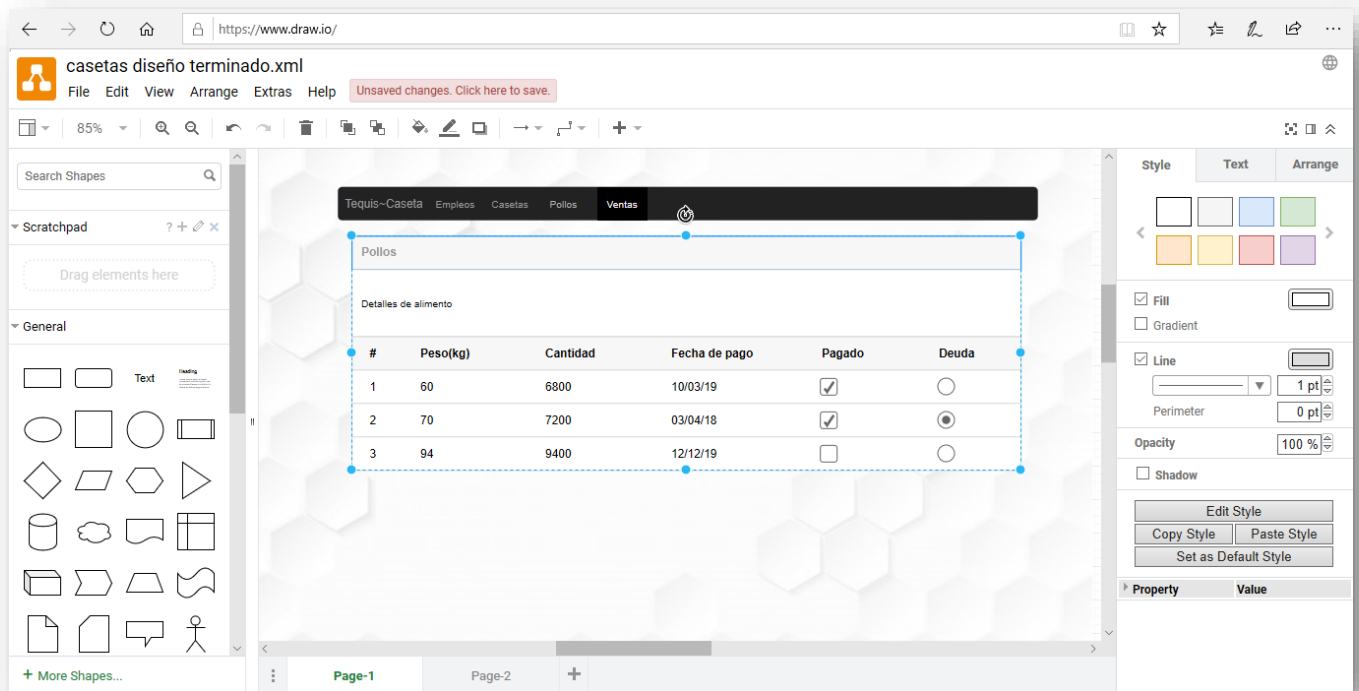 https://www.draw.io/
casetas diseño terminado.xml
File Edit View Arrange Extras Help Unsaved changes. Click here to save.
85%
Style Text Arrange
Search Shapes
Scratchpad ?
Drag elements here
General
Text
Heading
Tequis~Caseta Empleos Casetas Pollos Ventas
Pollos
Detalles de alimento
# Peso(kg) Cantidad Fecha de pago Pagado Deuda
1 60 6800 10/03/19
2 70 7200 03/04/18
3 94 9400 12/12/19
Fill
Gradient
Line
1 pt
Perimeter 0 pt
Opacity 100 %
Shadow
Edit Style
Copy Style Paste Style
Set as Default Style
Property Value
+ More Shapes...
Page-1 Page-2